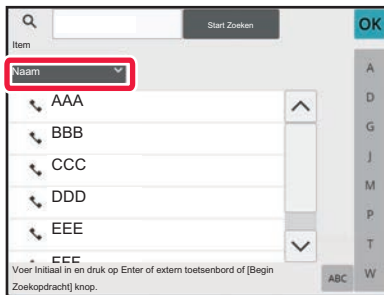 Start Zoeken
OK
Item
Naam
A
AAA
D
BBB
G
CCC
J
DDD
M
EEE
P
FFF
T
Voer Initiaal in en druk op Enter of extern toetsenbord of [Begin
Zoekopdracht] knop.
ABC
W